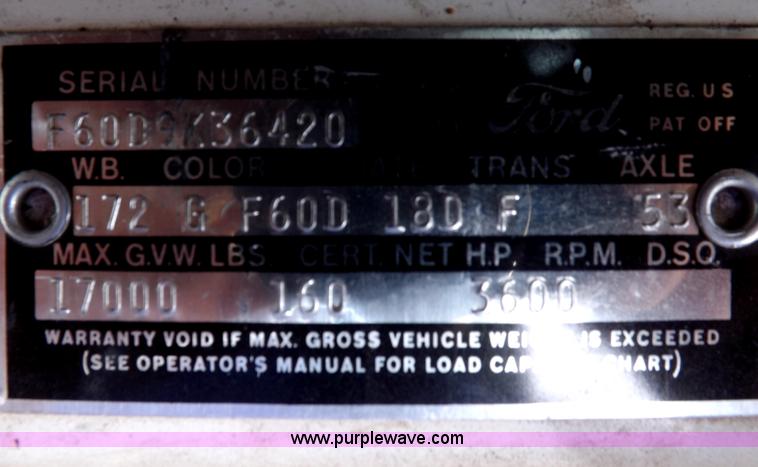 SERIAL NUMBER Ford. REG. US
F60D9K36420 PAT OFF
W.B. COLOR TRANS AXLE
172 G F60D 18D F 53
MAX. G.V.W. LBS. CERT. NET H.P. R.P.M. D.S.O.
17000 160 3600
WARRANTY VOID IF MAX. GROSS VEHICLE IS EXCEEDED
(SEE OPERATOR'S MANUAL FOR LOAD CHART)
www.purplewave.com